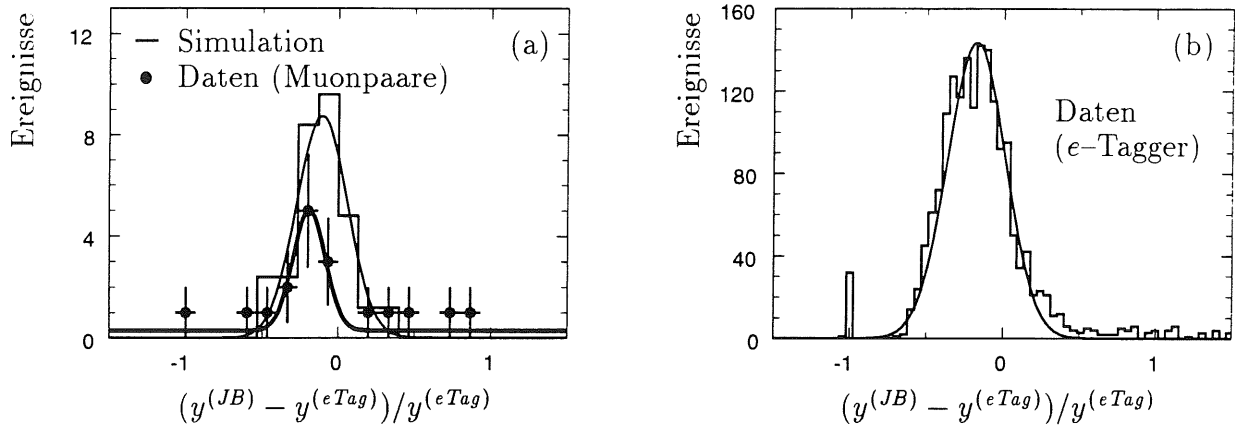 Ereignisse
12
8
4
0
— Simulation
● Daten (Muonpaare)
(a)
-1 0 1
(y^(JB) − y^(eTag))/y^(eTag)
Ereignisse
160
120
80
40
0
(b)
Daten
(e–Tagger)
-1 0 1
(y^(JB) − y^(eTag))/y^(eTag)